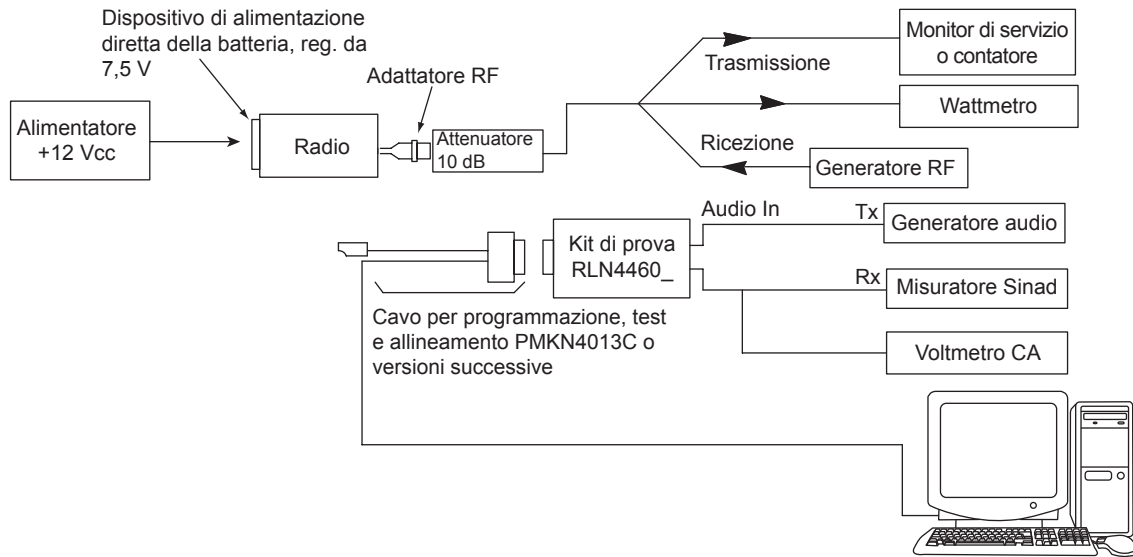 Dispositivo di alimentazione
diretta della batteria, reg. da
7,5 V
Adattatore RF
Trasmissione
Monitor di servizio
o contatore
Alimentatore
+12 Vcc
Radio
Attenuatore
10 dB
Wattmetro
Ricezione
Generatore RF
Audio In
Tx
Generatore audio
Kit di prova
RLN4460_
Rx
Misuratore Sinad
Cavo per programmazione, test
e allineamento PMKN4013C o
versioni successive
Voltmetro CA